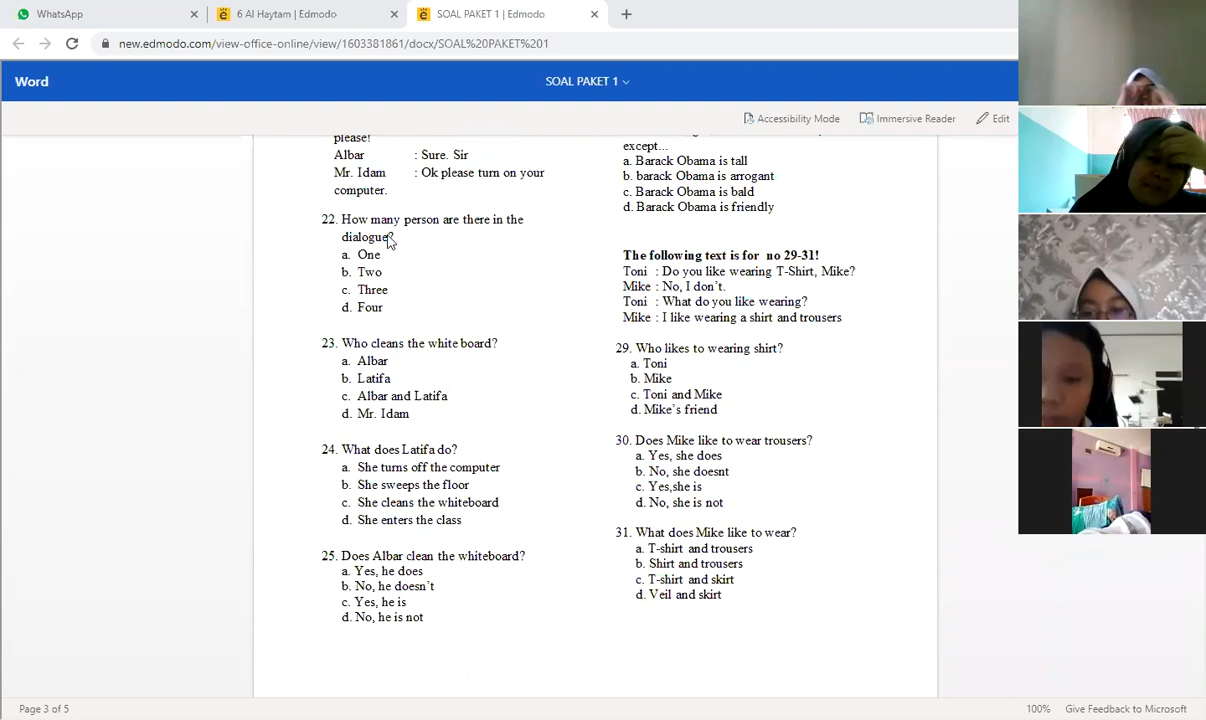 WhatsApp
6 Al Haytam | Edmodo
SOAL PAKET 1 | Edmodo
new.edmodo.com/view-office-online/view/1603381861/docx/SOAL%20PAKET%201
Word
SOAL PAKET 1
Accessibility Mode
Immersive Reader
Edit
please!
Albar : Sure. Sir
Mr. Idam : Ok please turn on your
computer.
22. How many person are there in the
dialogue?
a. One
b. Two
c. Three
d. Four
23. Who cleans the white board?
a. Albar
b. Latifa
c. Albar and Latifa
d. Mr. Idam
24. What does Latifa do?
a. She turns off the computer
b. She sweeps the floor
c. She cleans the whiteboard
d. She enters the class
25. Does Albar clean the whiteboard?
a. Yes, he does
b. No, he doesn't
c. Yes, he is
d. No, he is not
except...
a. Barack Obama is tall
b. barak Obama is arrogant
c. Barack Obama is bald
d. Barack Obama is friendly
The following text is for no 29-31!
Toni : Do you like wearing T-Shirt, Mike?
Mike : No, I don't.
Toni : What do you like wearing?
Mike : I like wearing a shirt and trousers
29. Who likes to wearing shirt?
a. Toni
b. Mike
c. Toni and Mike
d. Mike's friend
30. Does Mike like to wear trousers?
a. Yes, she does
b. No, she doesnt
c. Yes,she is
d. No, she is not
31. What does Mike like to wear?
a. T-shirt and trousers
b. Shirt and trousers
c. T-shirt and skirt
d. Veil and skirt
Page 3 of 5
100%
Give Feedback to Microsoft